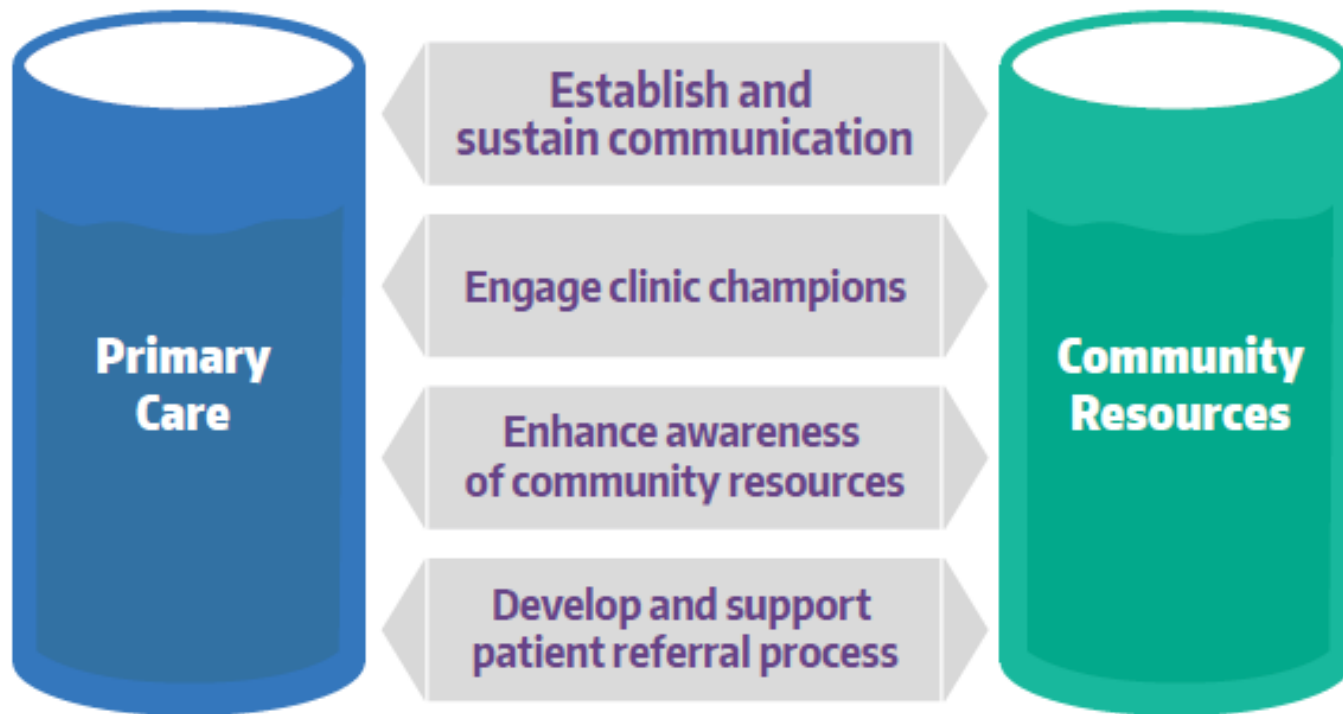 Primary
Care
Establish and
sustain communication
Engage clinic champions
Enhance awareness
of community resources
Develop and support
patient referral process
Community
Resources